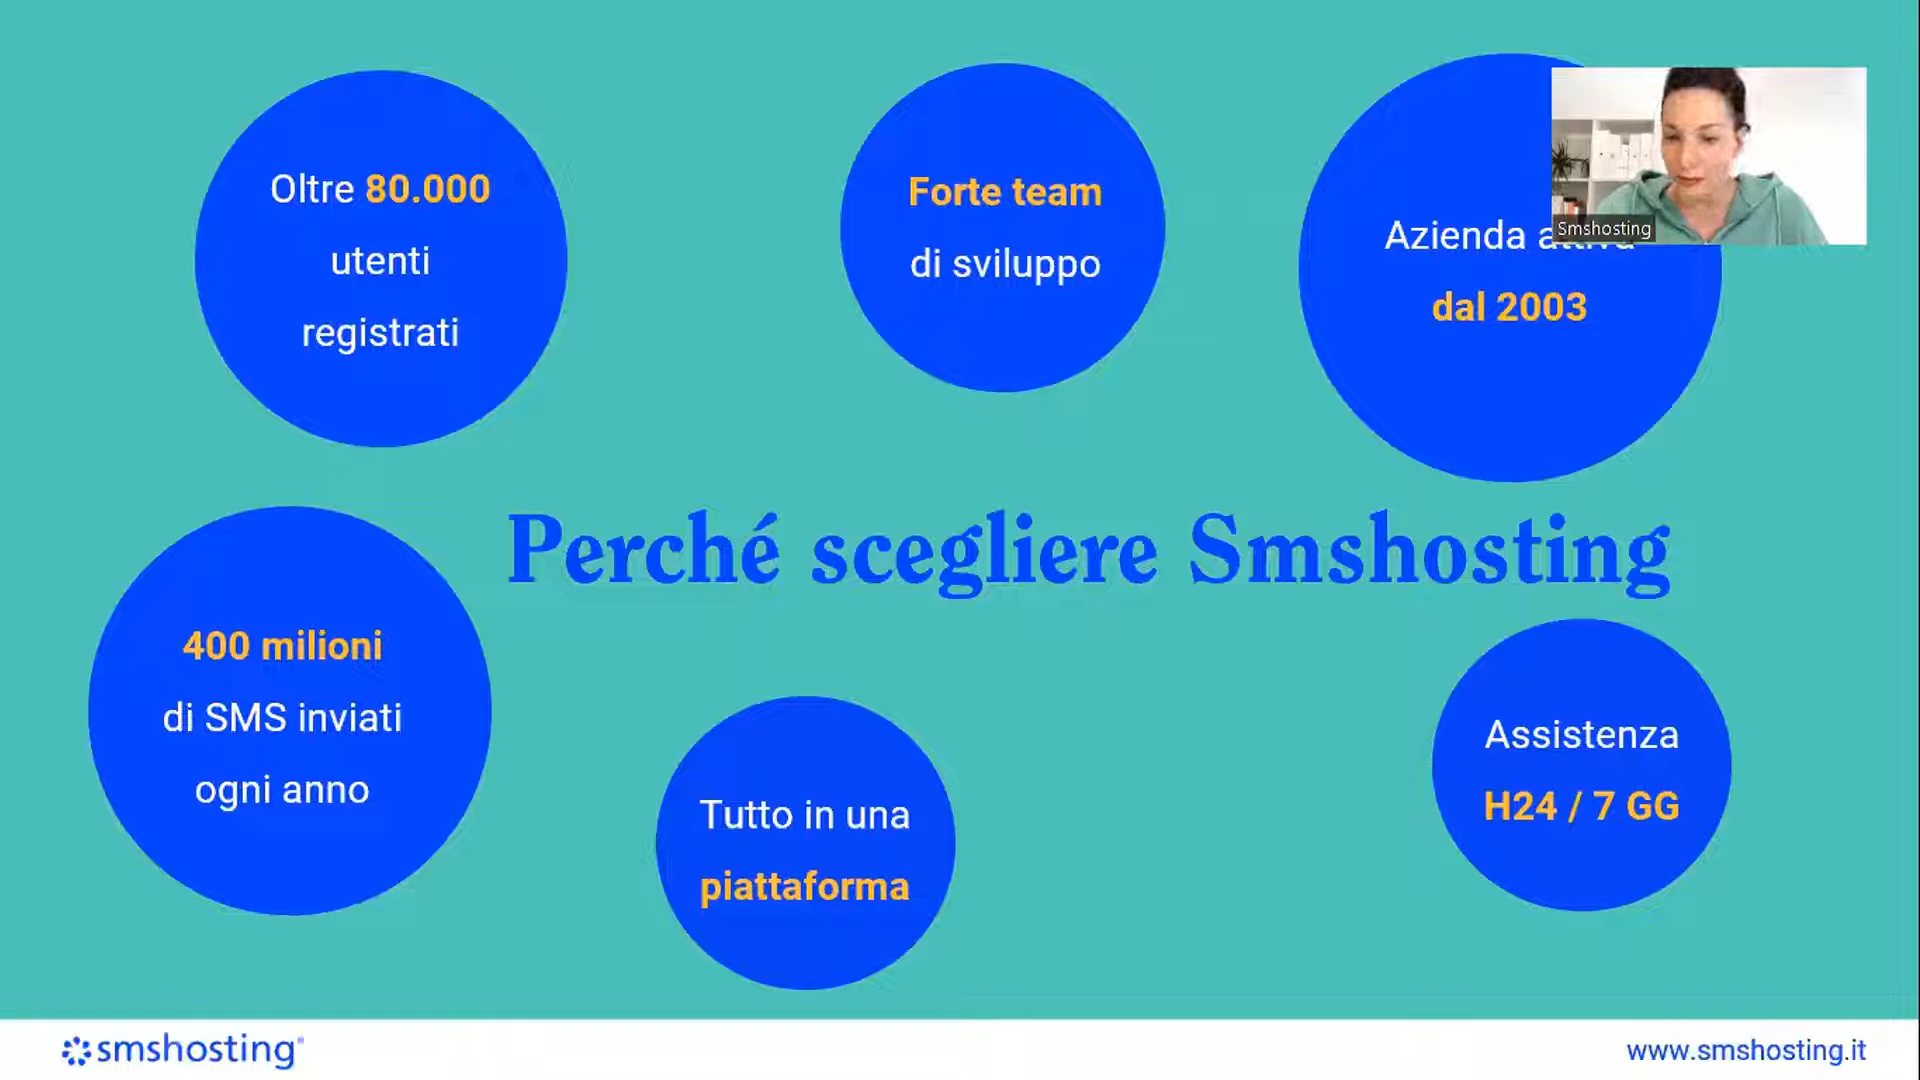 Oltre 80.000
utenti
registrati
Forte team
di sviluppo
Azienda attiva
dal 2003
Smshosting
Perché scegliere Smshosting
400 milioni
di SMS inviati
ogni anno
Tutto in una
piattaforma
Assistenza
H24 / 7 GG
smshosting
www.smshosting.it